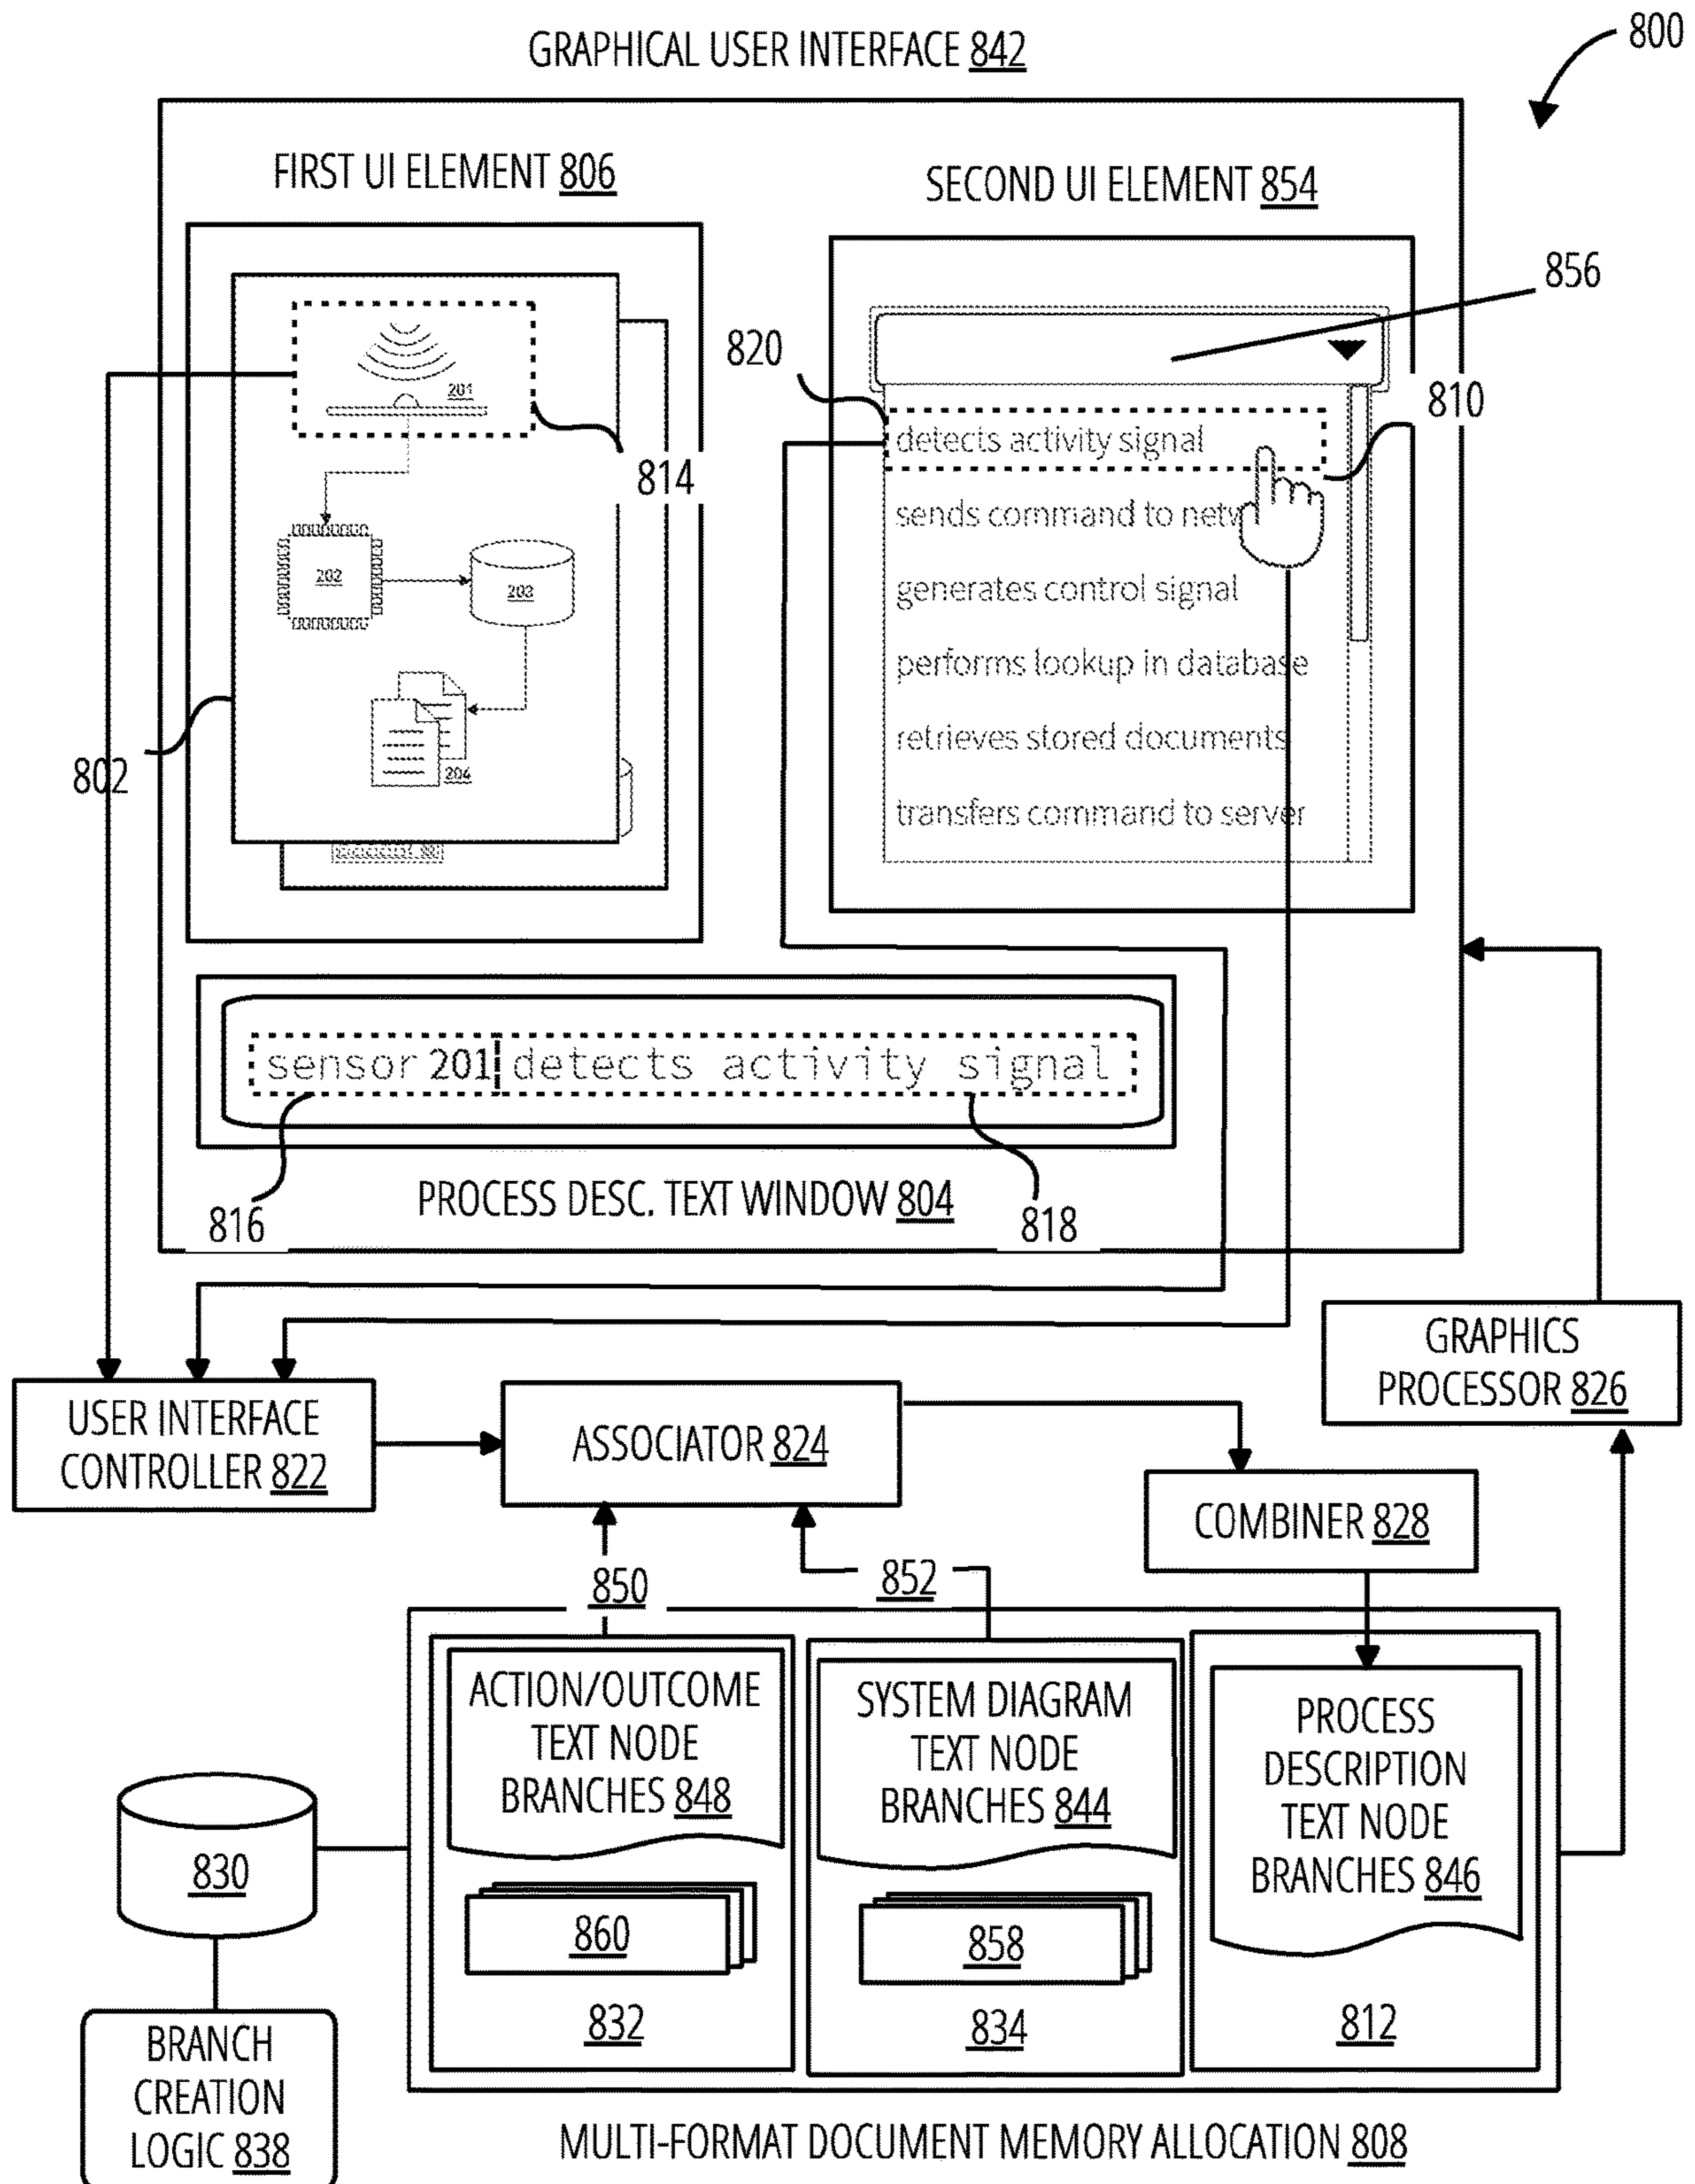 800
GRAPHICAL USER INTERFACE 842
FIRST UI ELEMENT 806
SECOND UI ELEMENT 854
856
820
810
201
814
detects activity signal
sends command to netw
202
203
generates control signal
performs lookup in database
retrieves stored documents
802
204
transfers command to server
sensor 201 detects activity signal
816
PROCESS DESC. TEXT WINDOW 804
818
GRAPHICS
PROCESSOR 826
USER INTERFACE
CONTROLLER 822
ASSOCIATOR 824
COMBINER 828
850
852
ACTION/OUTCOME
TEXT NODE
BRANCHES 848
SYSTEM DIAGRAM
TEXT NODE
BRANCHES 844
PROCESS
DESCRIPTION
TEXT NODE
BRANCHES 846
830
860
858
832
834
812
BRANCH
CREATION
LOGIC 838
MULTI-FORMAT DOCUMENT MEMORY ALLOCATION 808